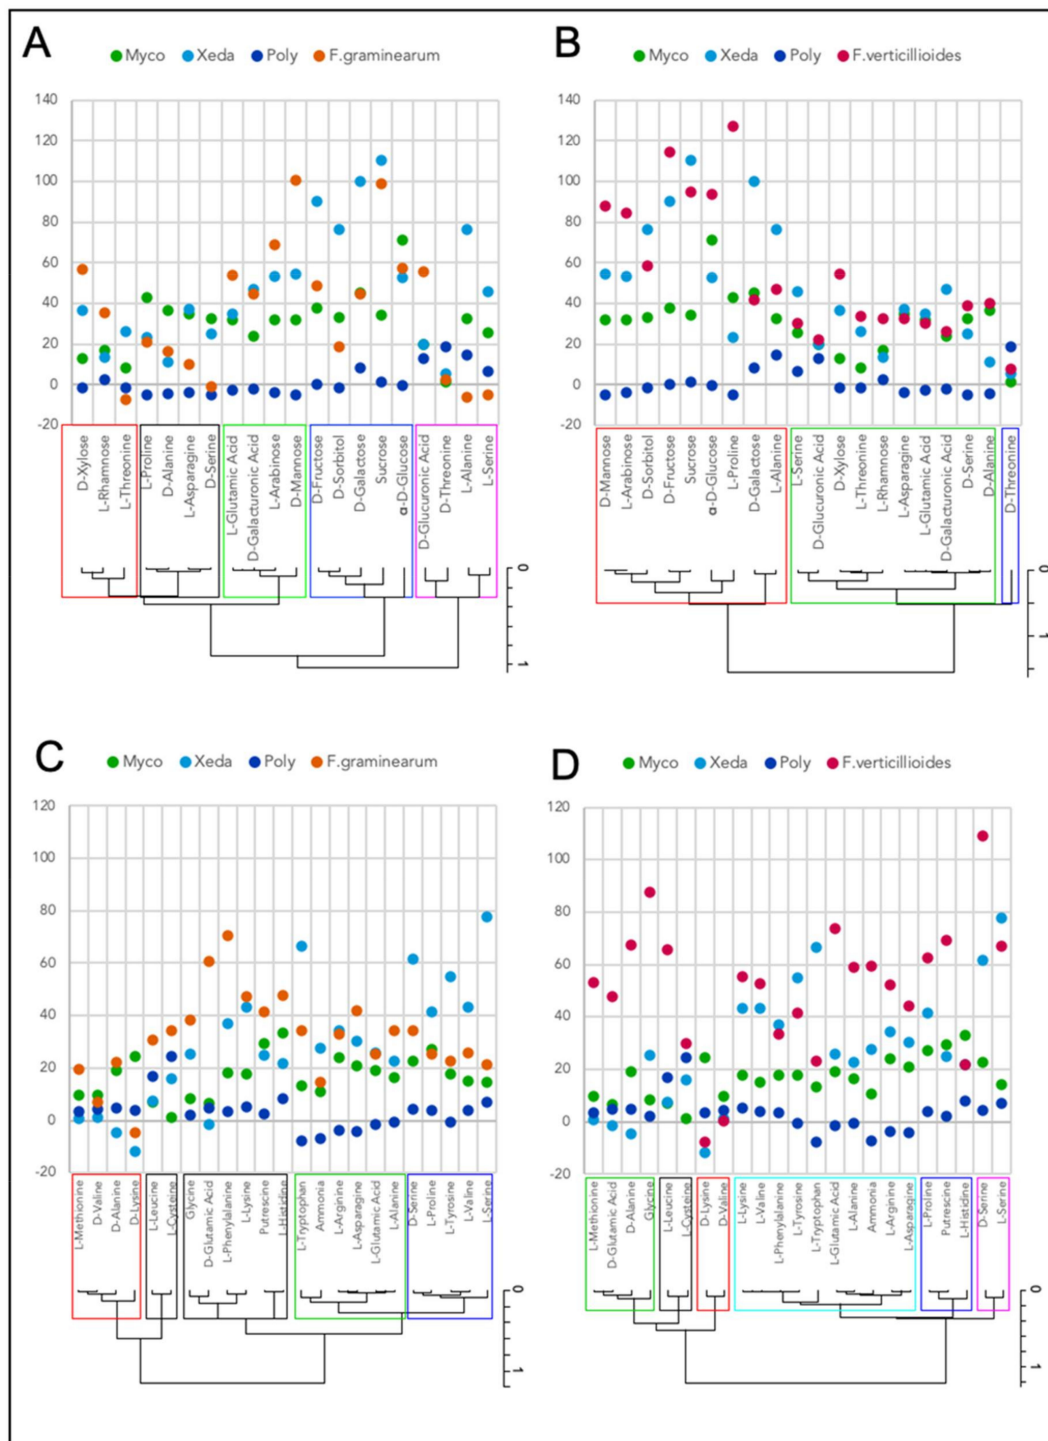 A
Myco Xeda Poly F.graminearum
140
120
100
80
60
40
20
0
-20
D-Xylose
L-Rhamnose
L-Threonine
L-Proline
D-Alanine
L-Asparagine
D-Serine
L-Glutamic Acid
D-Galacturonic Acid
L-Arabinose
D-Mannose
D-Fructose
D-Sorbitol
D-Galactose
Sucrose
α-D-Glucose
D-Glucuronic Acid
D-Threonine
L-Alanine
L-Serine
0
1
B
Myco Xeda Poly F.verticillioides
140
120
100
80
60
40
20
0
-20
D-Mannose
L-Arabinose
D-Sorbitol
D-Fructose
Sucrose
α-D-Glucose
L-Proline
D-Galactose
L-Alanine
L-Serine
D-Glucuronic Acid
D-Xylose
L-Threonine
L-Rhamnose
L-Asparagine
L-Glutamic Acid
D-Galacturonic Acid
D-Serine
D-Alanine
D-Threonine
0
1
C
Myco Xeda Poly F.graminearum
120
100
80
60
40
20
0
-20
L-Methionine
D-Valine
D-Alanine
D-Lysine
L-Leucine
L-Cysteine
Glycine
D-Glutamic Acid
L-Phenylalanine
L-Lysine
Putrescine
L-Histidine
L-Tryptophan
Ammonia
L-Arginine
L-Asparagine
L-Glutamic Acid
L-Alanine
D-Serine
L-Proline
L-Tyrosine
L-Valine
L-Serine
0
1
D
Myco Xeda Poly F.verticillioides
120
100
80
60
40
20
0
-20
L-Methionine
D-Glutamic Acid
D-Alanine
Glycine
L-Leucine
L-Cysteine
D-Lysine
D-Valine
L-Lysine
L-Valine
L-Phenylalanine
L-Tyrosine
L-Tryptophan
L-Glutamic Acid
L-Alanine
Ammonia
L-Arginine
L-Asparagine
L-Proline
Putrescine
L-Histidine
D-Serine
L-Serine
0
1